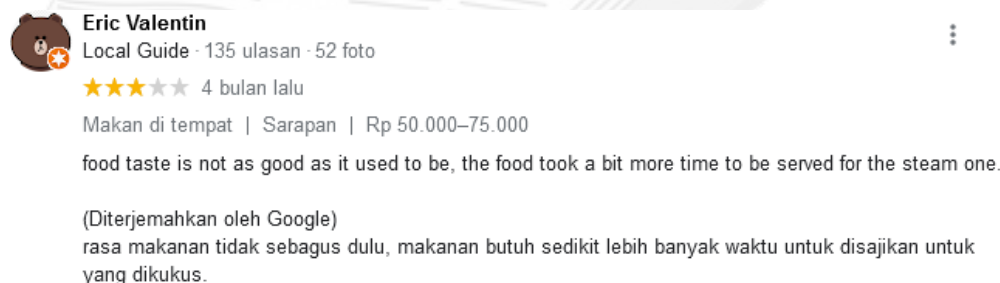 Eric Valentin
Local Guide · 135 ulasan · 52 foto
4 bulan lalu
Makan di tempat | Sarapan | Rp 50.000–75.000
food taste is not as good as it used to be, the food took a bit more time to be served for the steam one.
(Diterjemahkan oleh Google)
rasa makanan tidak sebagus dulu, makanan butuh sedikit lebih banyak waktu untuk disajikan untuk
yang dikukus.